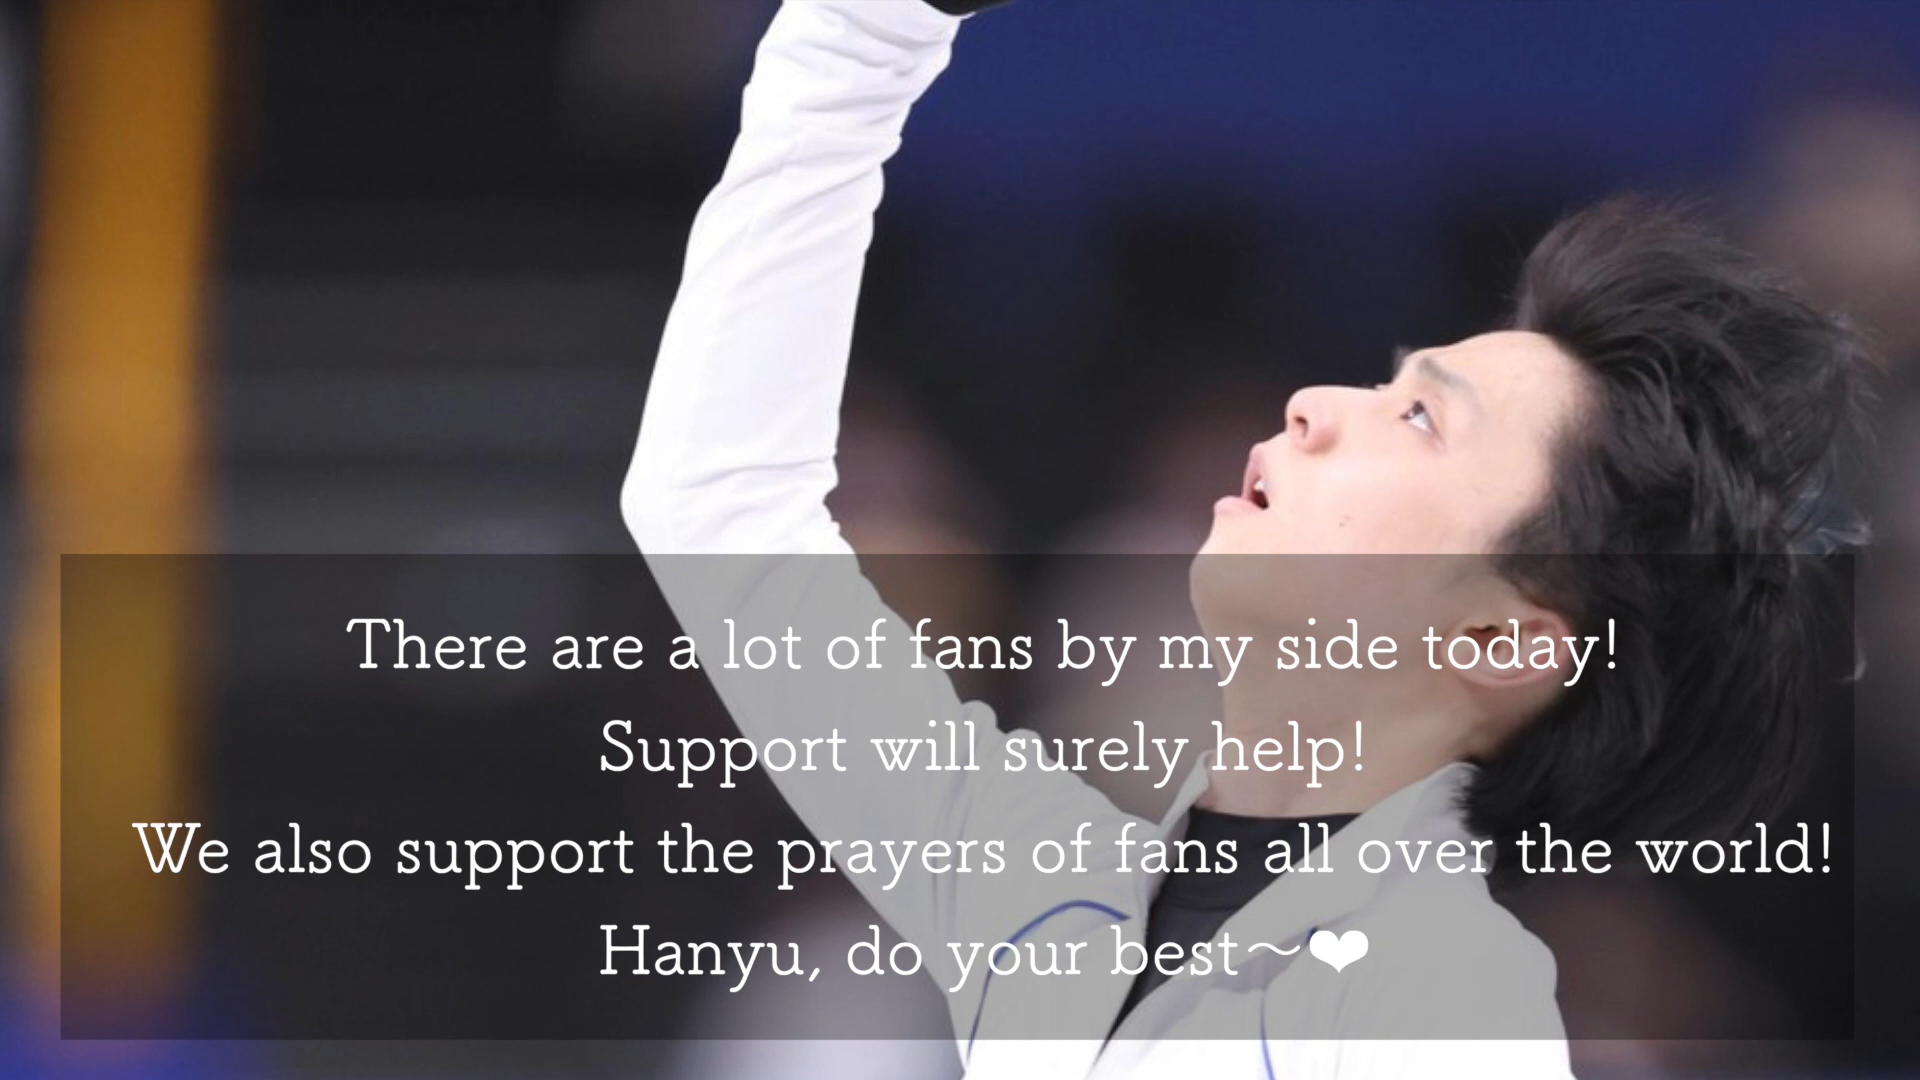 There are a lot of fans by my side today!
Support will surely help!
We also support the prayers of fans all over the world!
Hanyu, do your best~❤